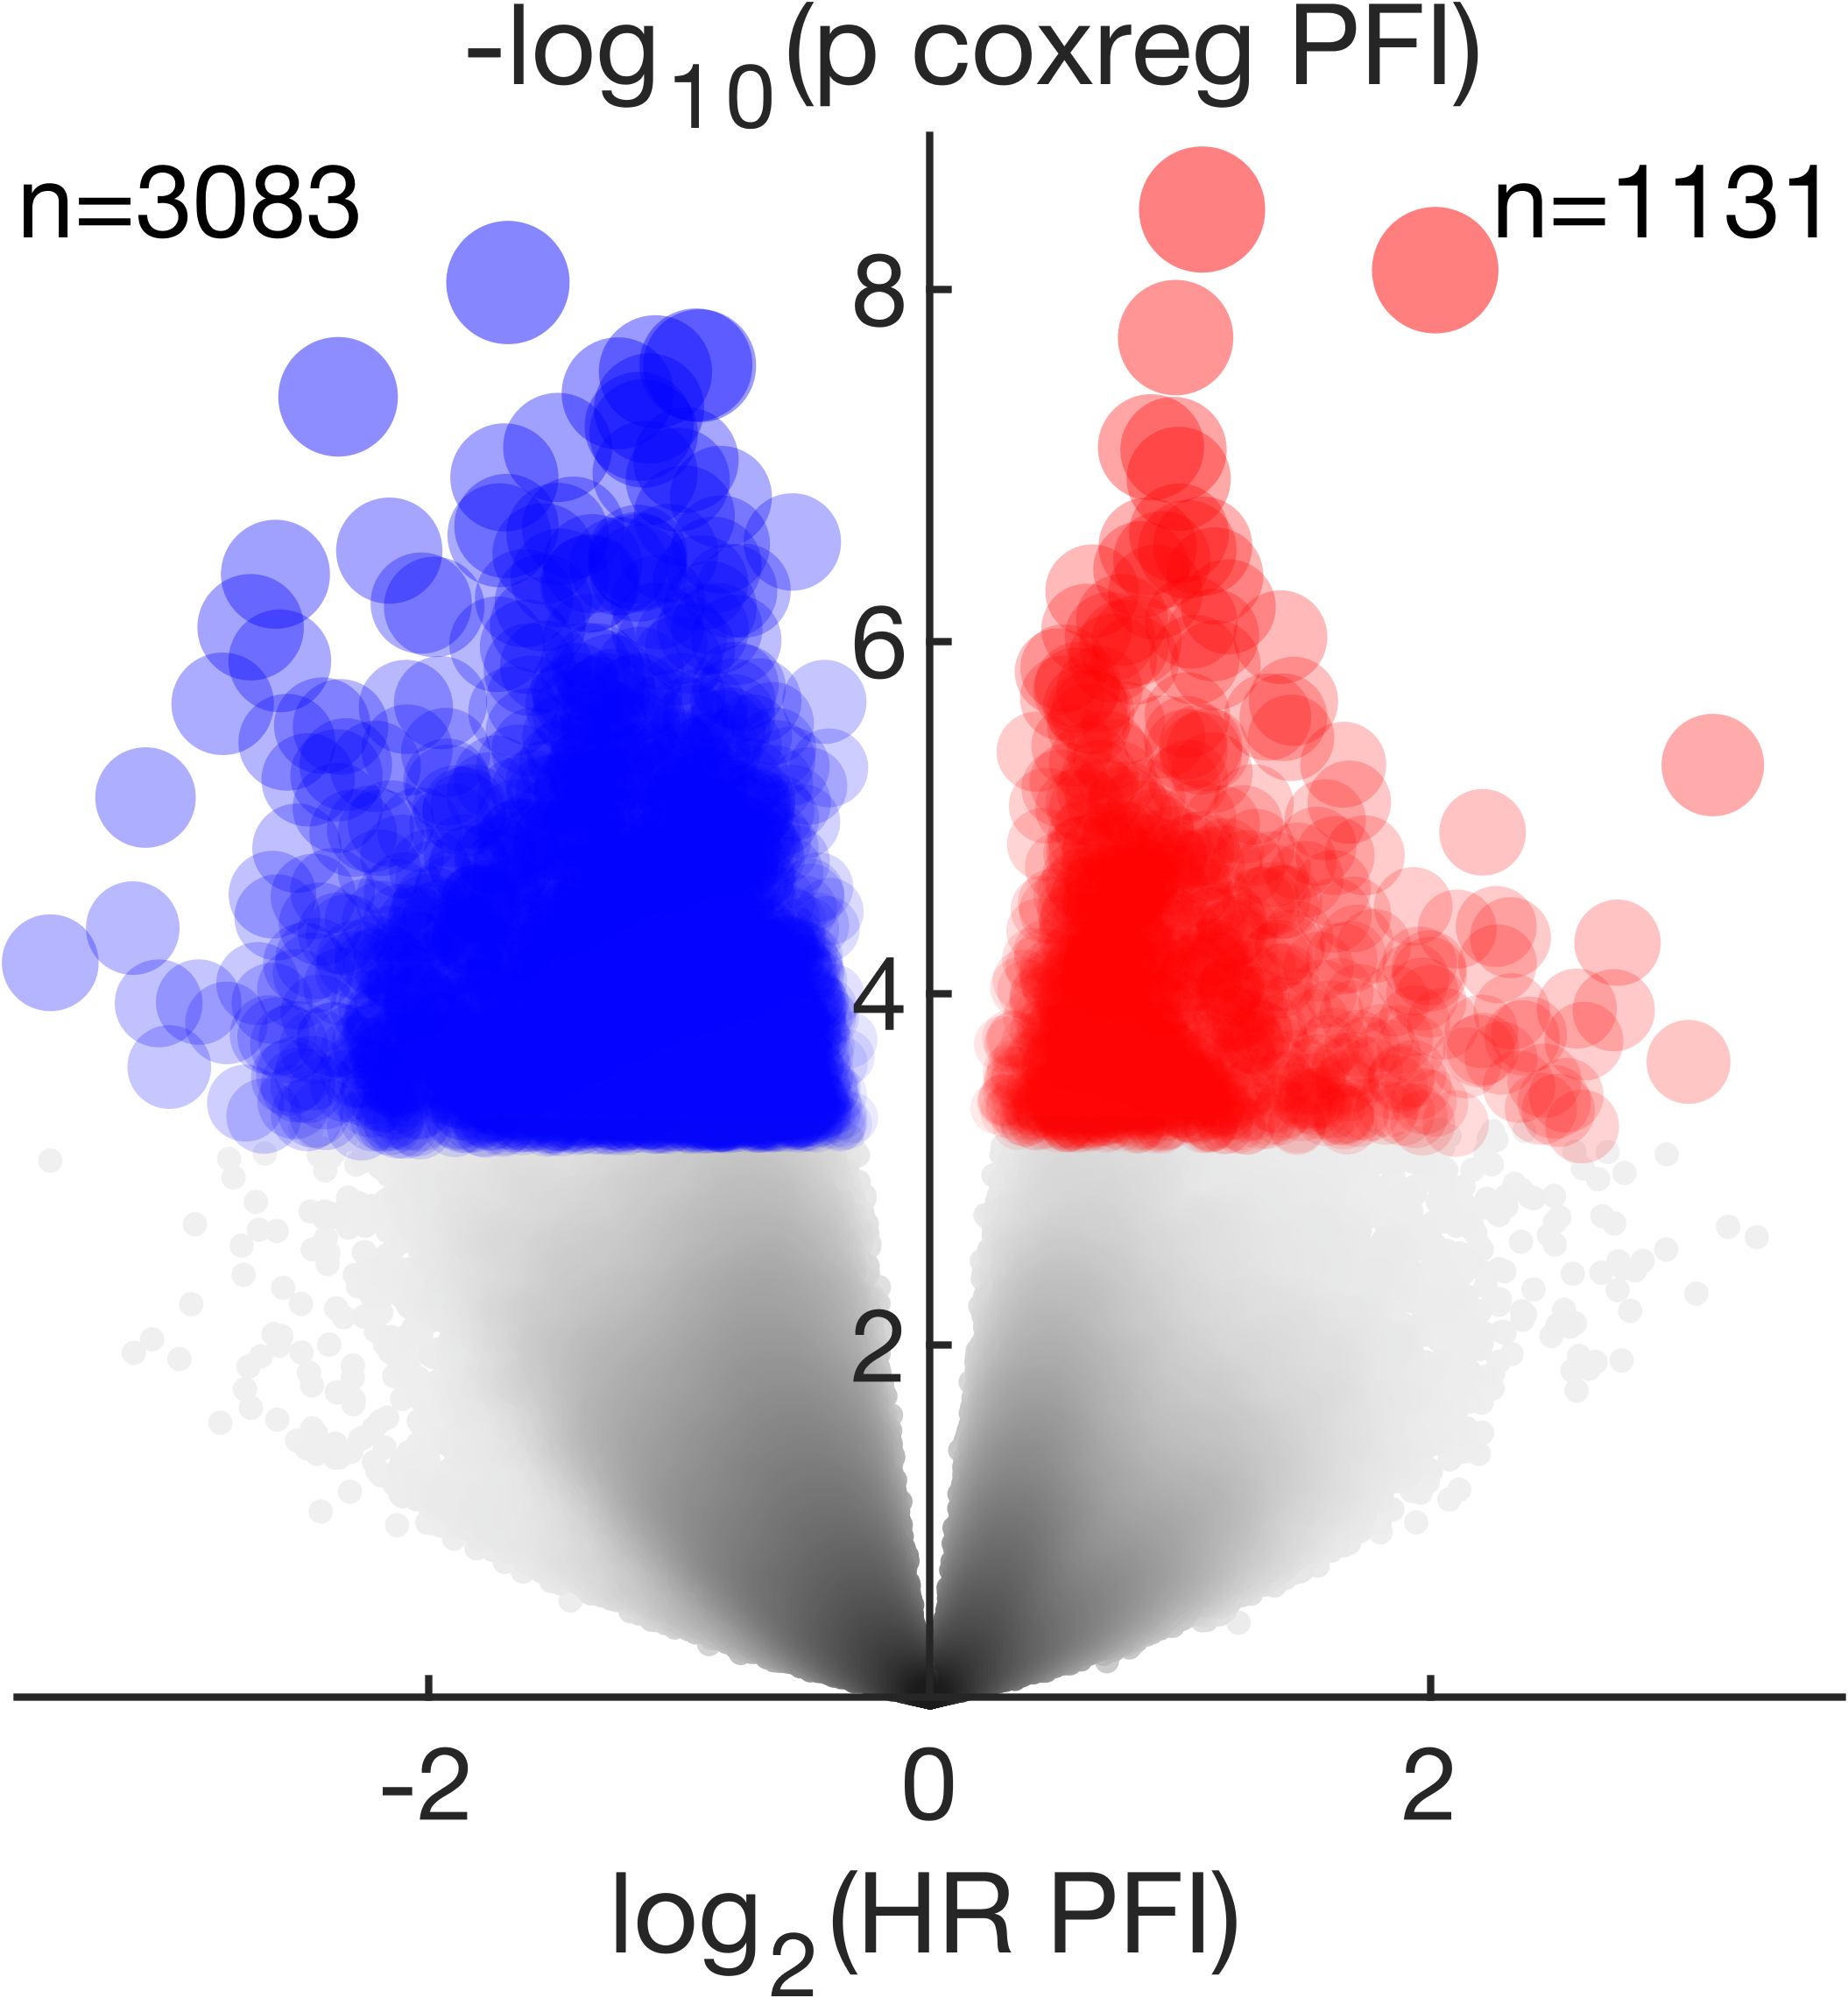 -log10(p coxreg PFI)
n=3083
n=1131
8
6
4
2
-2 0 2
log2(HR PFI)